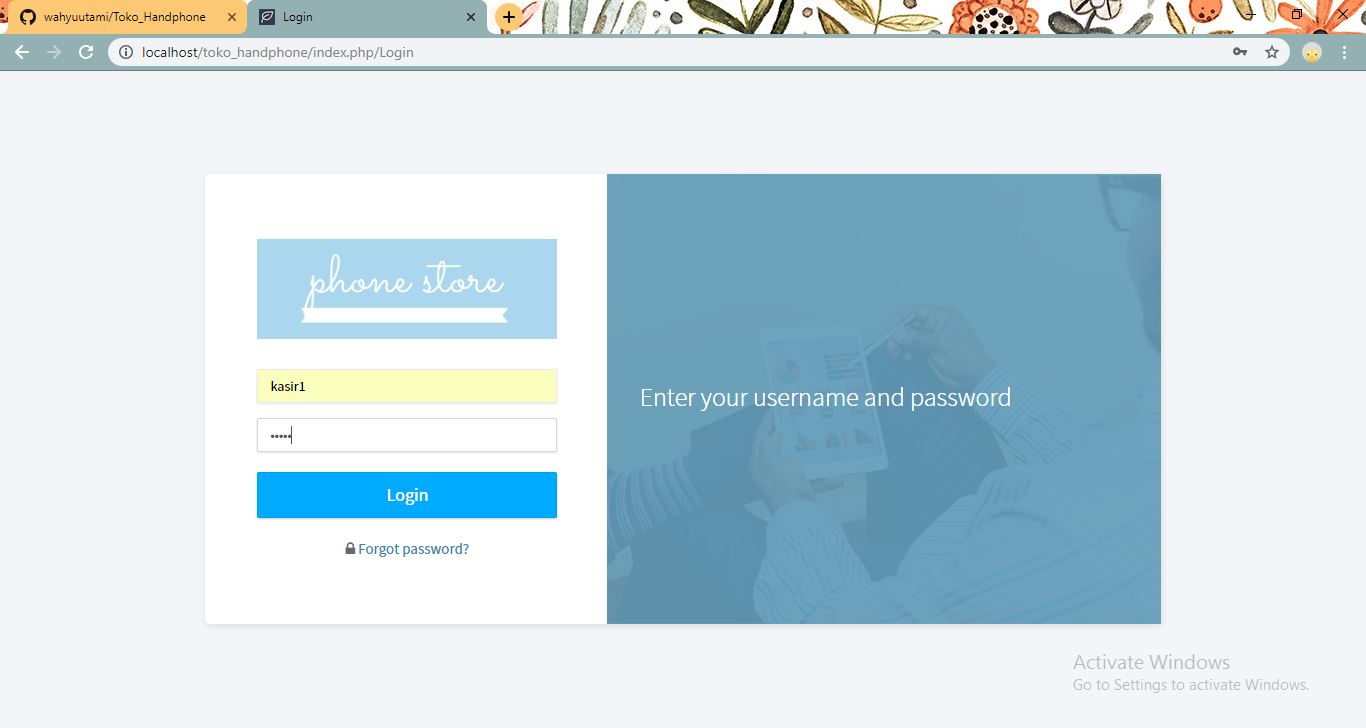 wahyuutami/Toko_Handphone
Login
localhost/toko_handphone/index.php/Login
phone store
kasir1
•••••
Enter your username and password
Login
Forgot password?
Activate Windows
Go to Settings to activate Windows.